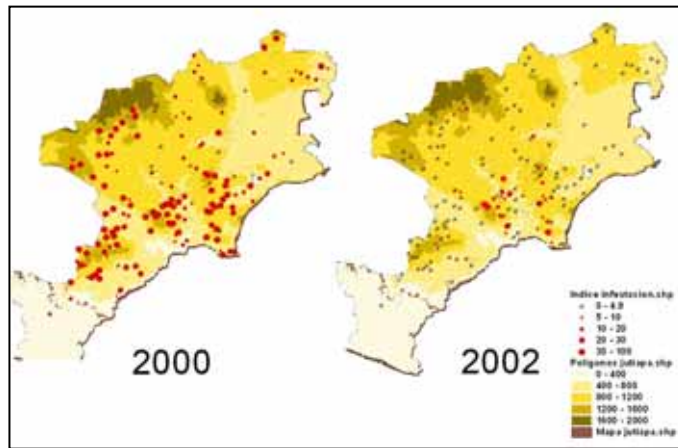 2000
2002
Indice infestacion.shp
0 - 4.9
5 - 10
10 - 20
20 - 30
30 - 100
Poligonos jutiapa.shp
0 - 400
400 - 800
800 - 1200
1200 - 1600
1600 - 2000
Mapa jutiapa.shp